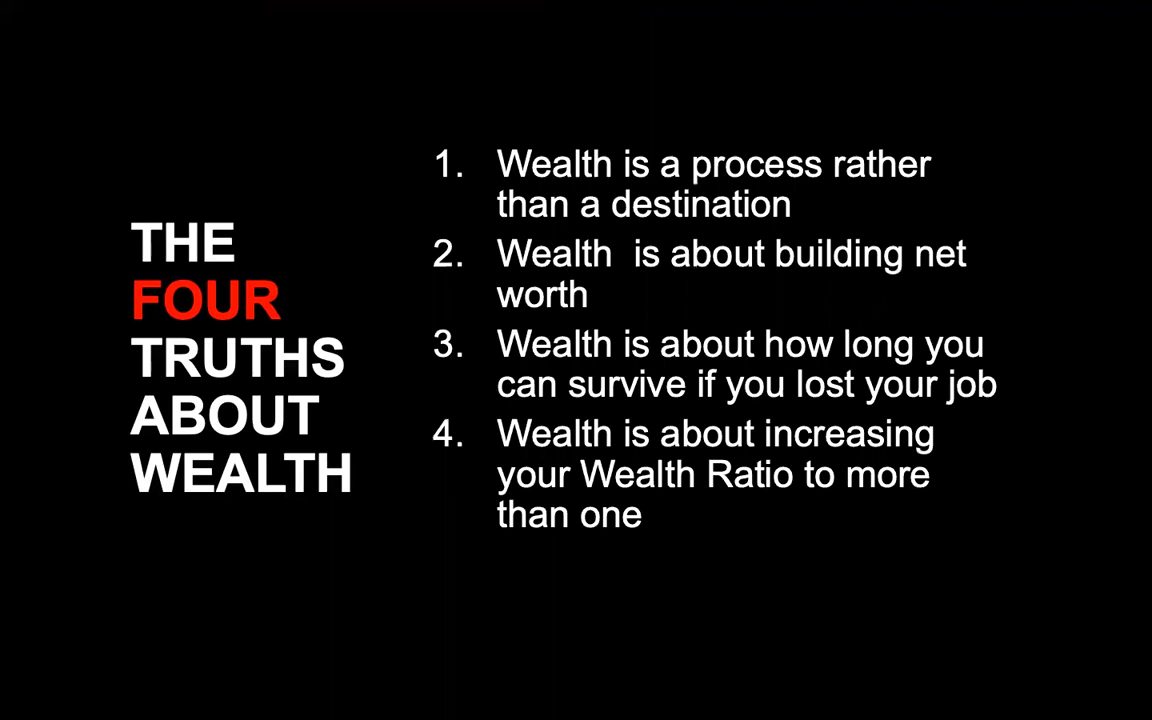 THE
FOUR
TRUTHS
ABOUT
WEALTH
1. Wealth is a process rather
than a destination
2. Wealth  is about building net
worth
3. Wealth is about how long you
can survive if you lost your job
4. Wealth is about increasing
your Wealth Ratio to more
than one